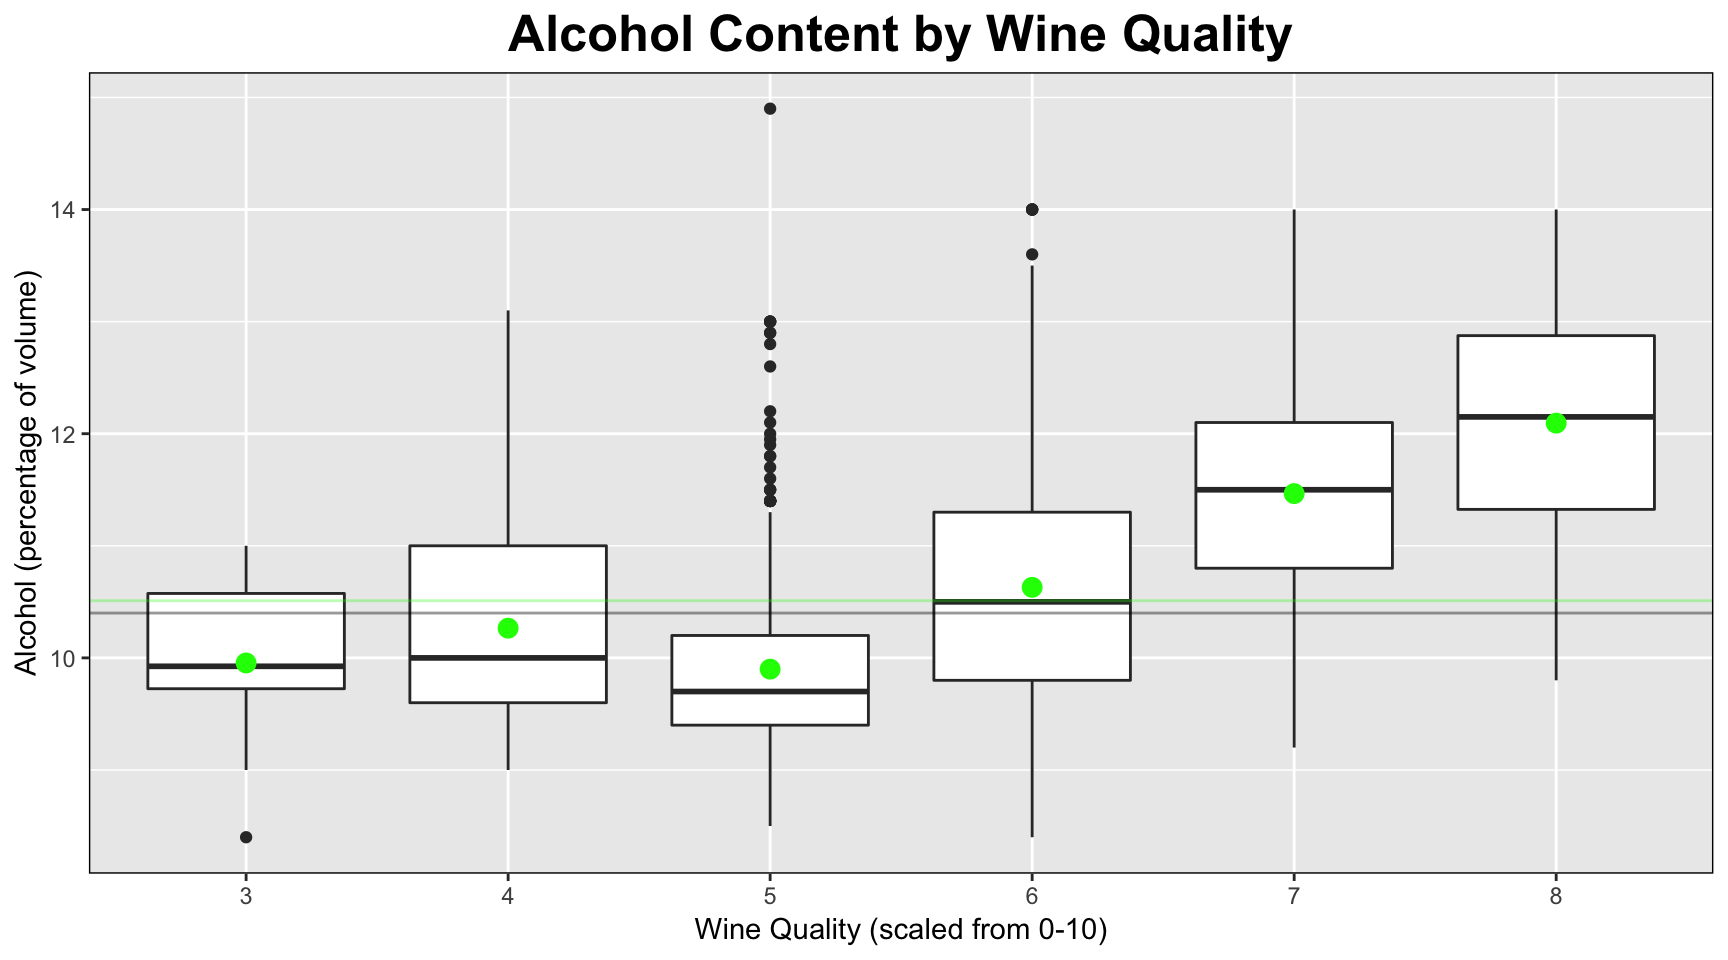 Alcohol Content by Wine Quality
Alcohol (percentage of volume)
14
12
10
3 4 5 6 7 8
Wine Quality (scaled from 0-10)